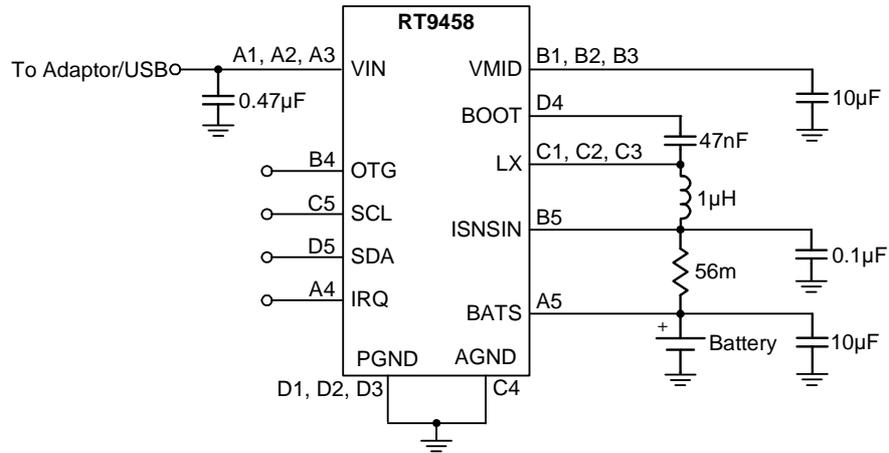 RT9458
To Adaptor/USB
A1, A2, A3
VIN
VMID
B1, B2, B3
0.47µF
10µF
BOOT
D4
47nF
B4
OTG
LX
C1, C2, C3
1µH
C5
SCL
ISNSIN
B5
0.1µF
D5
SDA
56m
A4
IRQ
BATS
A5
+
Battery
10µF
PGND
AGND
D1, D2, D3
C4